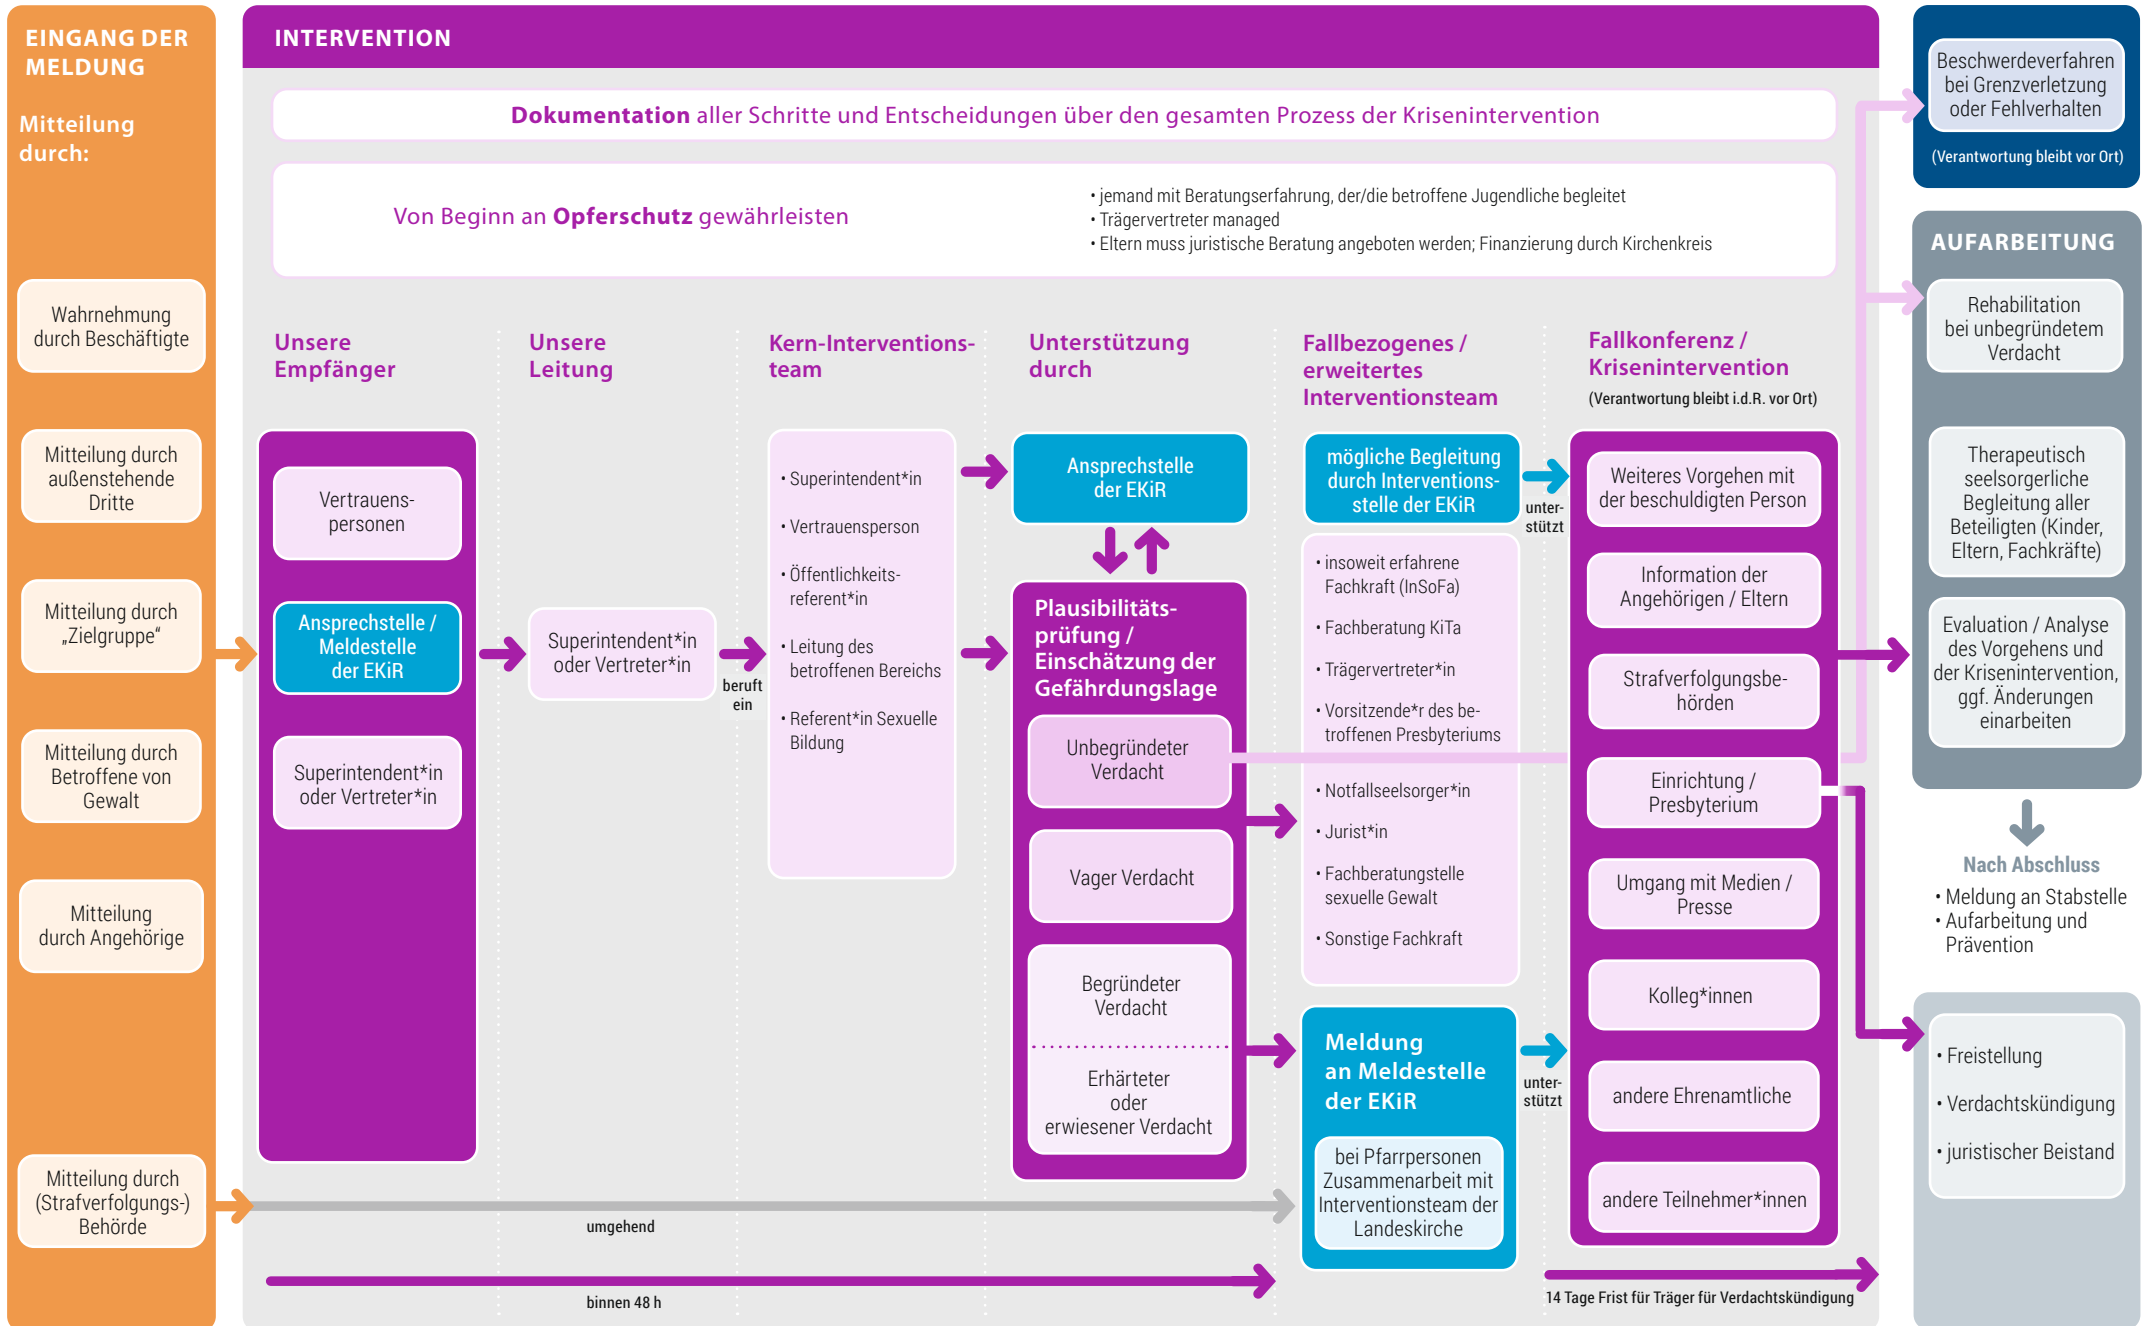 EINGANG DER
MELDUNG
Mitteilung
durch:
Wahrnehmung
durch Beschäftigte
Mitteilung durch
außenstehende
Dritte
Mitteilung durch
„Zielgruppe“
Mitteilung durch
Betroffene von
Gewalt
Mitteilung
durch Angehörige
Mitteilung durch
(Strafverfolgungs-)
Behörde
INTERVENTION
Dokumentation aller Schritte und Entscheidungen über den gesamten Prozess der Krisenintervention
Von Beginn an Opferschutz gewährleisten
• jemand mit Beratungserfahrung, der/die betroffene Jugendliche begleitet
• Trägervertreter managed
• Eltern muss juristische Beratung angeboten werden; Finanzierung durch Kirchenkreis
Unsere
Empfänger
Vertrauens-
personen
Ansprechstelle /
Meldestelle
der EKiR
Superintendent*in
oder Vertreter*in
Unsere
Leitung
Superintendent*in
oder Vertreter*in
beruft
ein
Kern-Interventions-
team
• Superintendent*in
• Vertrauensperson
• Öffentlichkeits-
referent*in
• Leitung des
betroffenen Bereichs
• Referent*in Sexuelle
Bildung
Unterstützung
durch
Ansprechstelle
der EKiR
Plausibilitäts-
prüfung /
Einschätzung der
Gefährdungslage
Unbegründeter
Verdacht
Vager Verdacht
Begründeter
Verdacht
Erhärteter
oder
erwiesener Verdacht
Fallbezogenes /
erweitertes
Interventionsteam
mögliche Begleitung
durch Interventions-
stelle der EKiR
unter-
stützt
• insoweit erfahrene
Fachkraft (InSoFa)
• Fachberatung KiTa
• Trägervertreter*in
• Vorsitzende*r des be-
troffenen Presbyteriums
• Notfallseelsorger*in
• Jurist*in
• Fachberatungstelle
sexuelle Gewalt
• Sonstige Fachkraft
Meldung
an Meldestelle
der EKiR
bei Pfarrpersonen
Zusammenarbeit mit
Interventionsteam der
Landeskirche
unter-
stützt
Fallkonferenz /
Krisenintervention
(Verantwortung bleibt i.d.R. vor Ort)
Weiteres Vorgehen mit
der beschuldigten Person
Information der
Angehörigen / Eltern
Strafverfolgungsbe-
hörden
Einrichtung /
Presbyterium
Umgang mit Medien /
Presse
Kolleg*innen
andere Ehrenamtliche
andere Teilnehmer*innen
umgehend
binnen 48 h
14 Tage Frist für Träger für Verdachtskündigung
Beschwerdeverfahren
bei Grenzverletzung
oder Fehlverhalten
(Verantwortung bleibt vor Ort)
AUFARBEITUNG
Rehabilitation
bei unbegründetem
Verdacht
Therapeutisch
seelsorgerliche
Begleitung aller
Beteiligten (Kinder,
Eltern, Fachkräfte)
Evaluation / Analyse
des Vorgehens und
der Krisenintervention,
ggf. Änderungen
einarbeiten
Nach Abschluss
• Meldung an Stabstelle
• Aufarbeitung und
Prävention
• Freistellung
• Verdachtskündigung
• juristischer Beistand